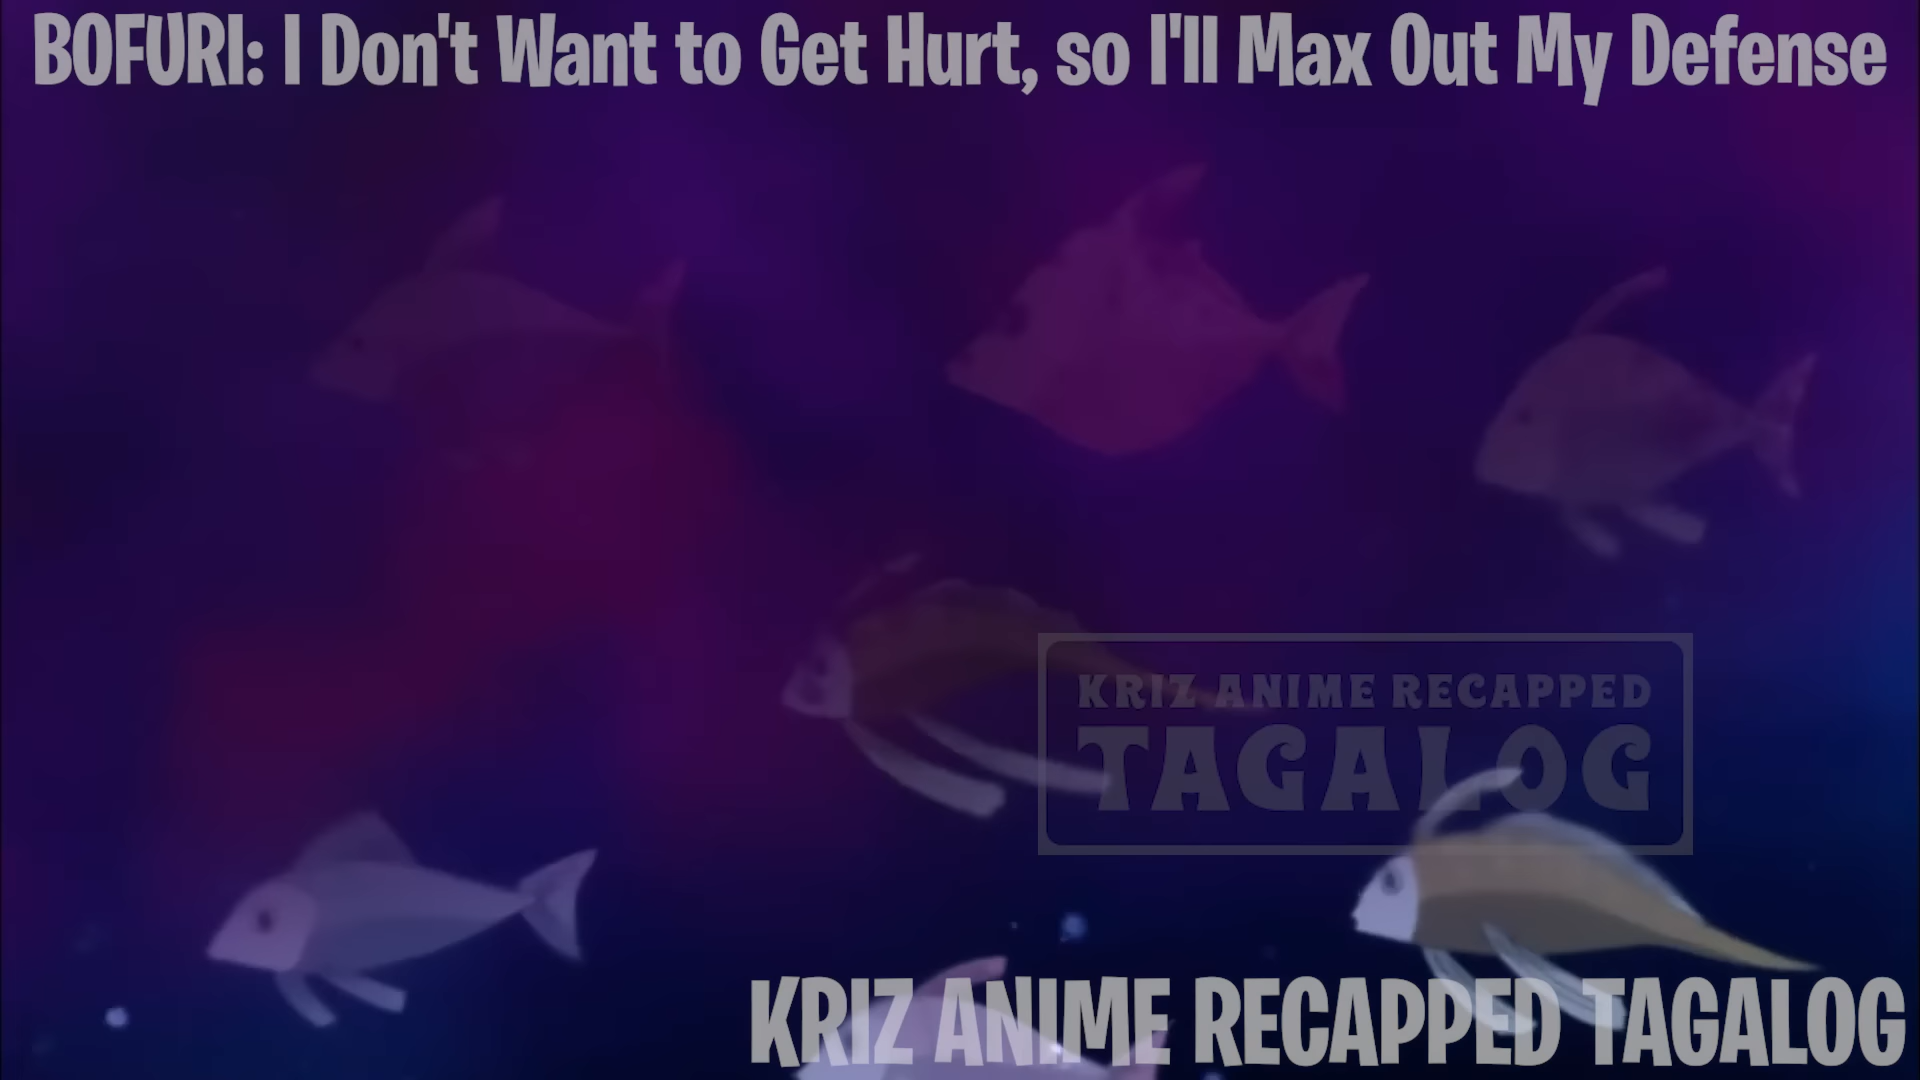 BOFURI: I Don't Want to Get Hurt, so I'll Max Out My Defense
KRIZ ANIME RECAPPED
TAGALOG
KRIZ ANIME RECAPPED TAGALOG